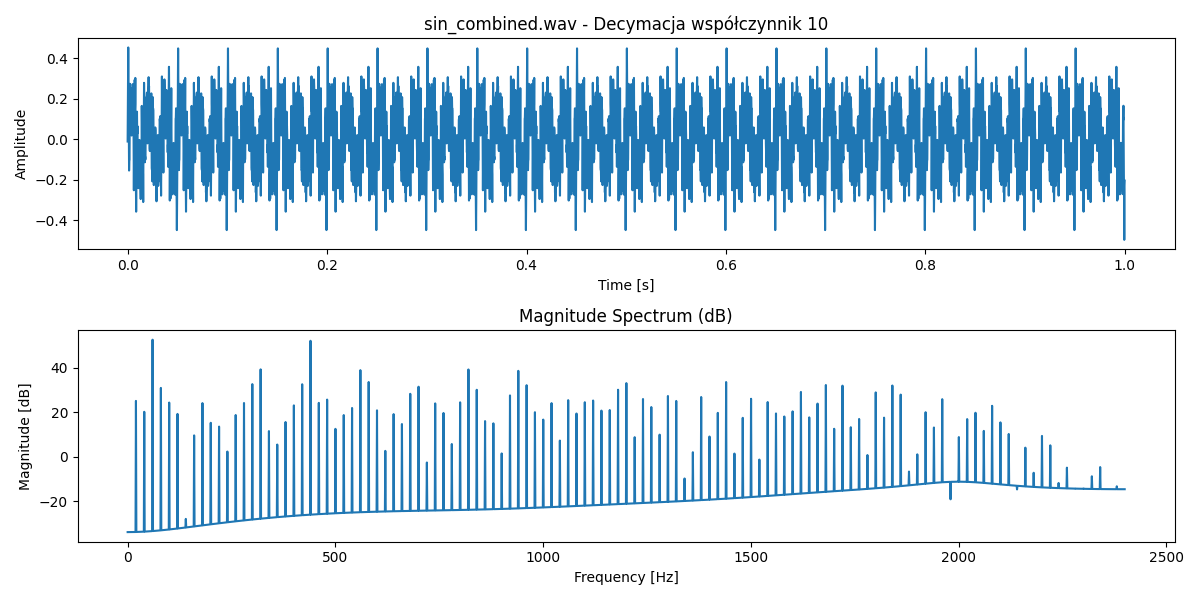 sin_combined.wav - Decymacja współczynnik 10
Amplitude
0.4
0.2
0.0
−0.2
−0.4
0.0 0.2 0.4 0.6 0.8 1.0
Time [s]
Magnitude Spectrum (dB)
Magnitude [dB]
40
20
0
−20
0 500 1000 1500 2000 2500
Frequency [Hz]